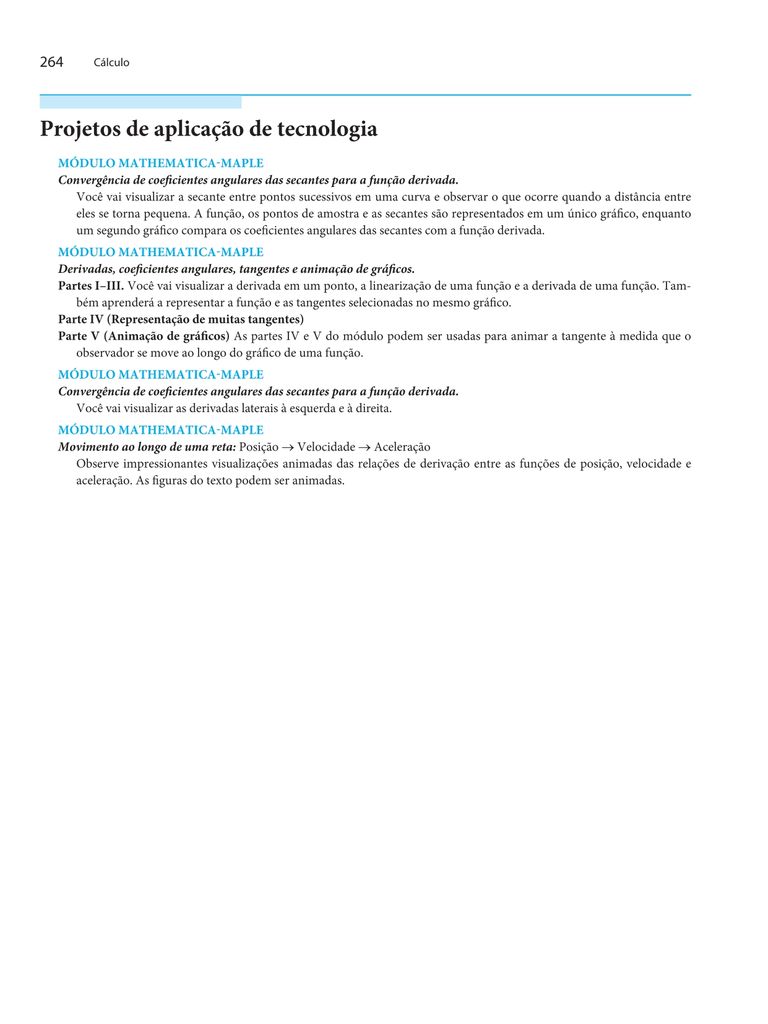 264 Cálculo
Projetos de aplicação de tecnologia
MÓDULO MATHEMATICA-MAPLE
Convergência de coeficientes angulares das secantes para a função derivada.
Você vai visualizar a secante entre pontos sucessivos em uma curva e observar o que ocorre quando a distância entre
eles se torna pequena. A função, os pontos de amostra e as secantes são representados em um único gráfico, enquanto
um segundo gráfico compara os coeficientes angulares das secantes com a função derivada.
MÓDULO MATHEMATICA-MAPLE
Derivadas, coeficientes angulares, tangentes e animação de gráficos.
Partes I–III. Você vai visualizar a derivada em um ponto, a linearização de uma função e a derivada de uma função. Tam-
bém aprenderá a representar a função e as tangentes selecionadas no mesmo gráfico.
Parte IV (Representação de muitas tangentes)
Parte V (Animação de gráficos) As partes IV e V do módulo podem ser usadas para animar a tangente à medida que o
observador se move ao longo do gráfico de uma função.
MÓDULO MATHEMATICA-MAPLE
Convergência de coeficientes angulares das secantes para a função derivada.
Você vai visualizar as derivadas laterais à esquerda e à direita.
MÓDULO MATHEMATICA-MAPLE
Movimento ao longo de uma reta: Posição → Velocidade → Aceleração
Observe impressionantes visualizações animadas das relações de derivação entre as funções de posição, velocidade e
aceleração. As figuras do texto podem ser animadas.